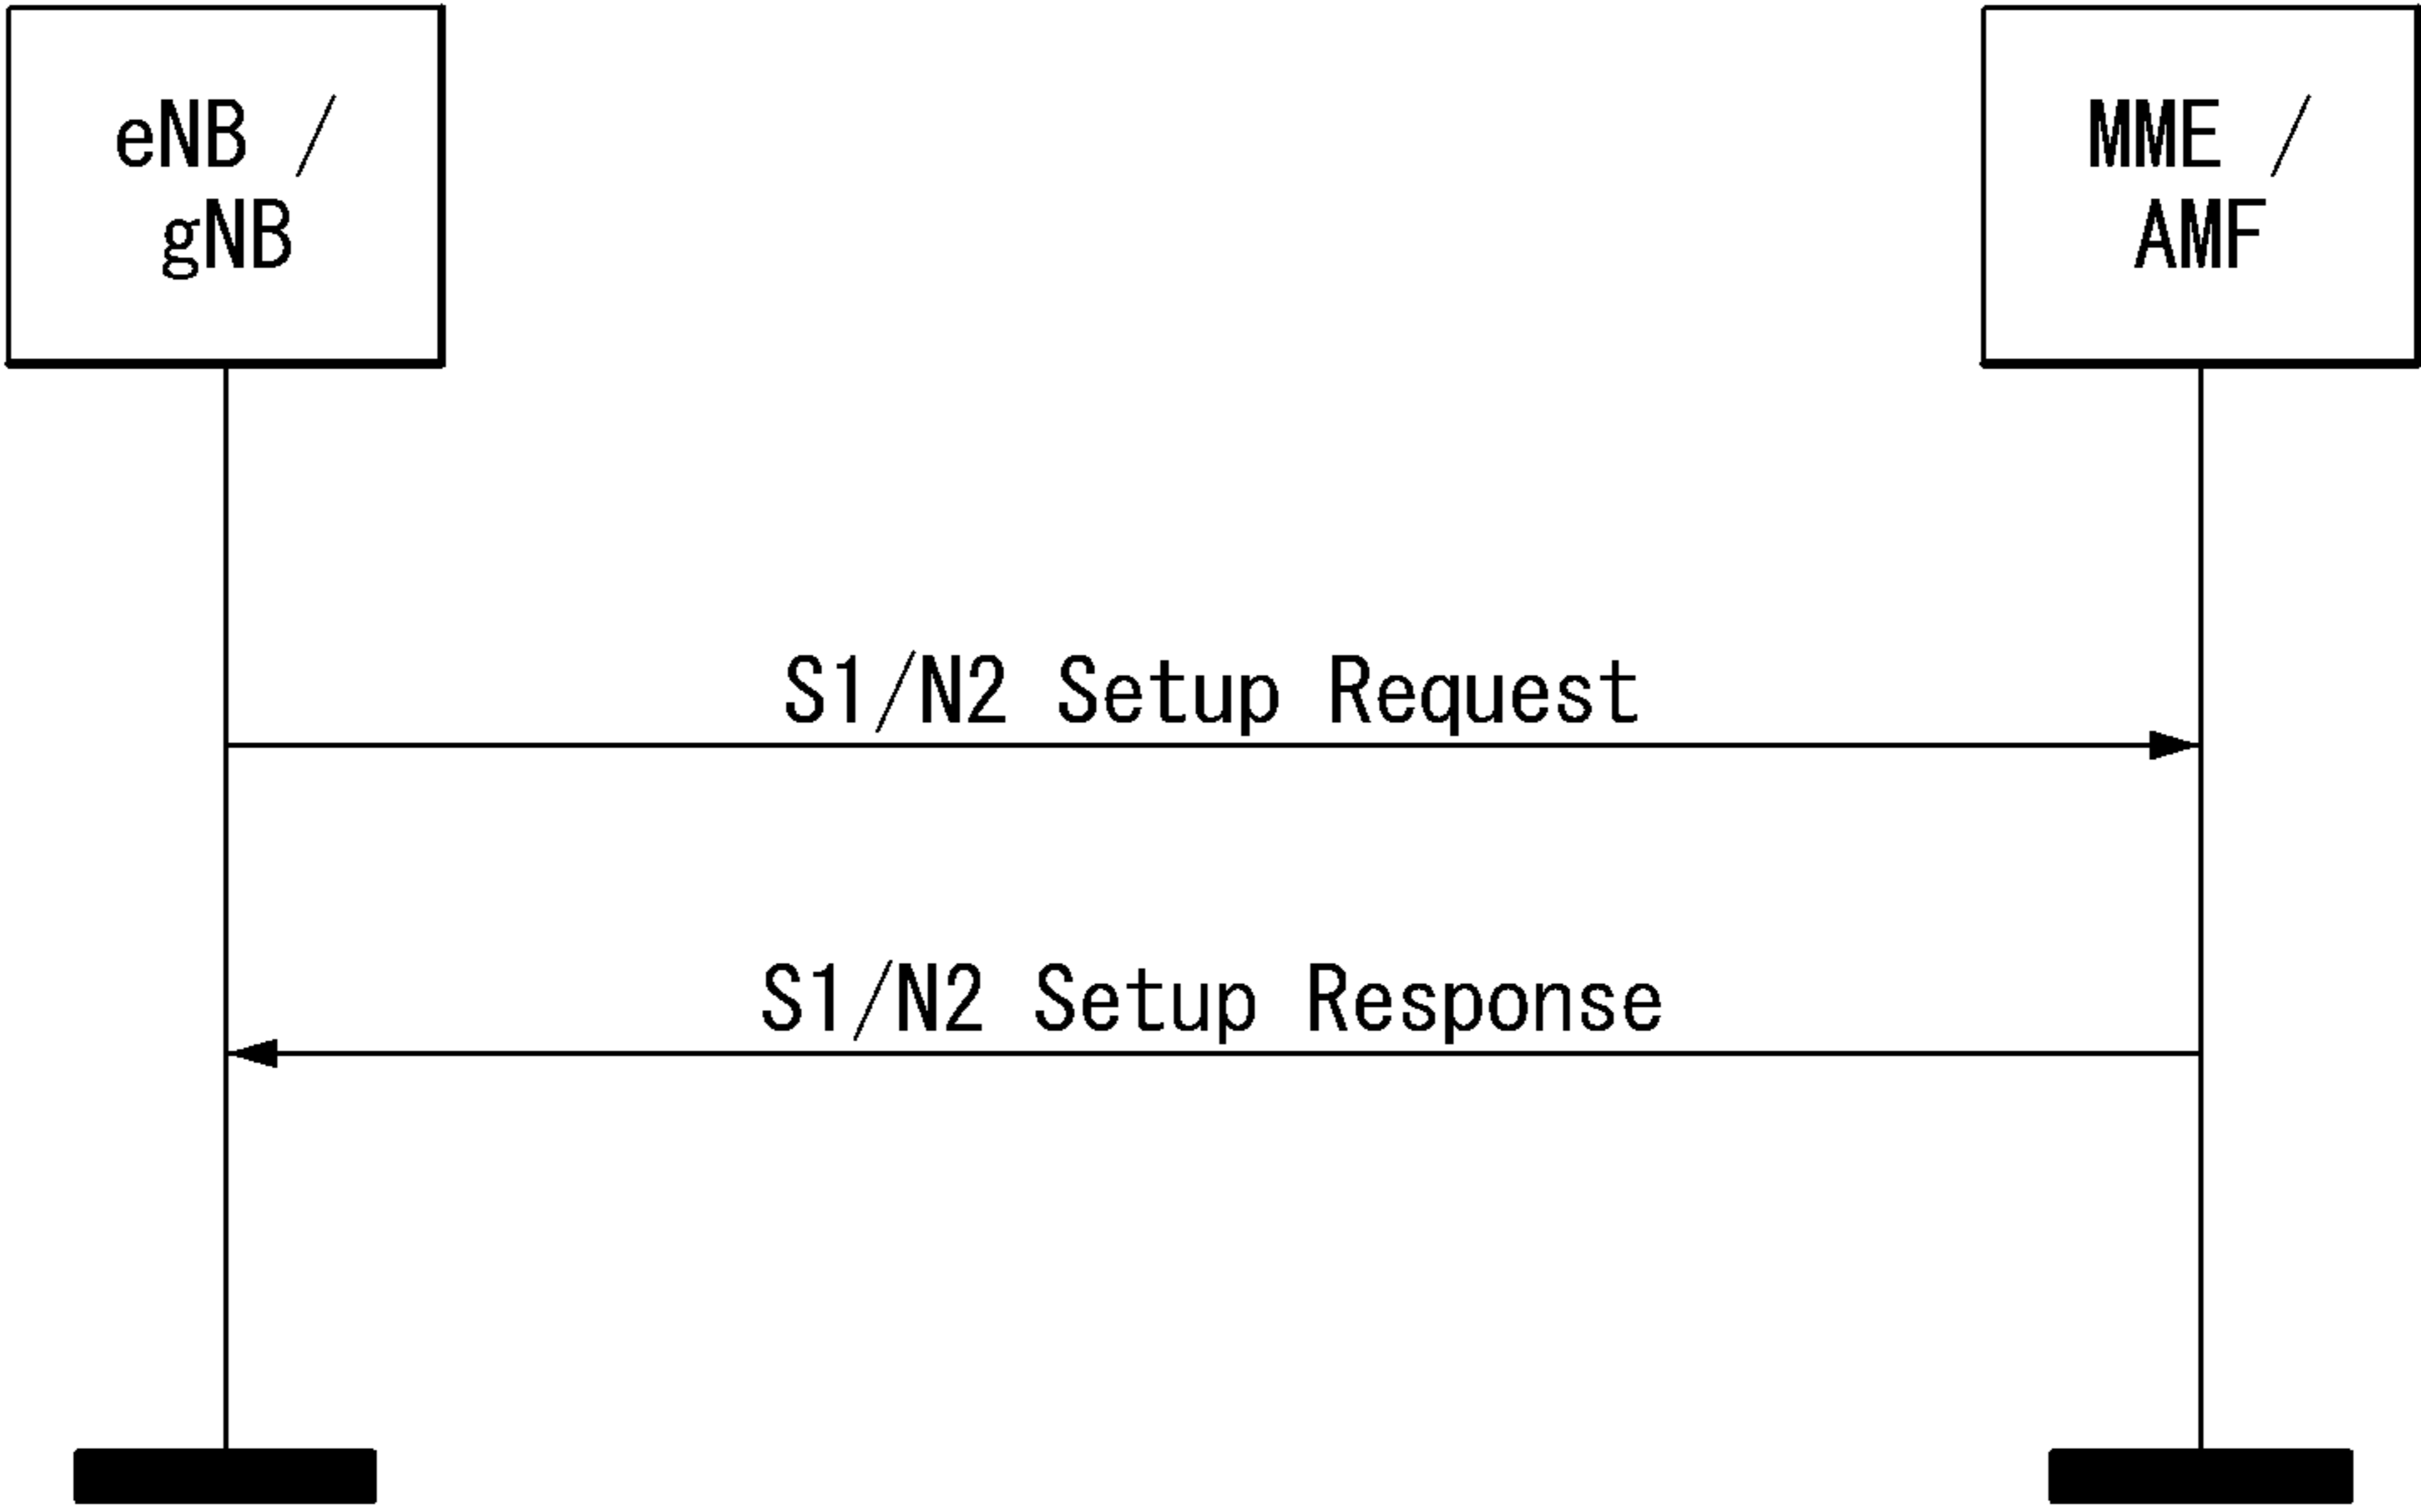 eNB /
gNB
MME /
AMF
S1/N2 Setup Request
S1/N2 Setup Response